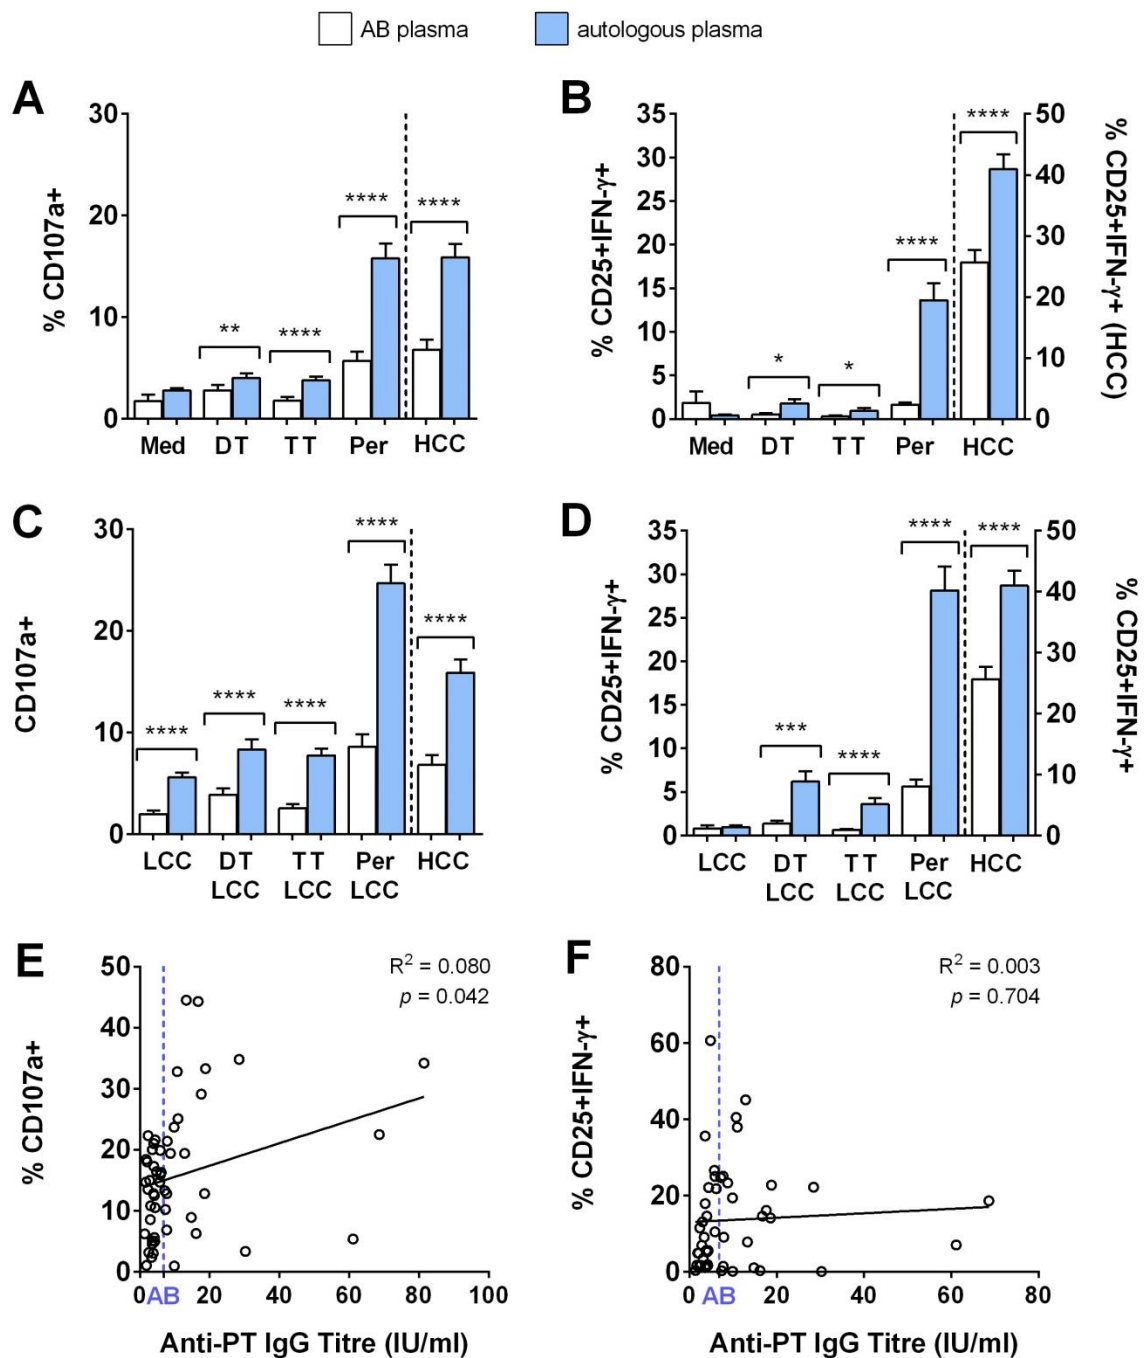 AB plasma
autologous plasma
A
% CD107a+
30
20
10
0
**
****
****
****
Med
DT
TT
Per
HCC
B
% CD25+IFN-γ+
35
30
25
20
15
10
5
0
*
*
****
****
Med
DT
TT
Per
HCC
50
40
30
20
10
0
% CD25+IFN-γ+ (HCC)
C
CD107a+
30
20
10
0
****
****
****
****
****
LCC
DT
LCC
TT
LCC
Per
LCC
HCC
D
% CD25+IFN-γ+
35
30
25
20
15
10
5
0
***
****
****
****
LCC
DT
LCC
TT
LCC
Per
LCC
HCC
50
40
30
20
10
0
% CD25+IFN-γ+
E
% CD107a+
50
40
30
20
10
0
R² = 0.080
p = 0.042
0
AB
20
40
60
80
100
Anti-PT IgG Titre (IU/ml)
F
% CD25+IFN-γ+
80
60
40
20
0
R² = 0.003
p = 0.704
0
AB
20
40
60
80
Anti-PT IgG Titre (IU/ml)